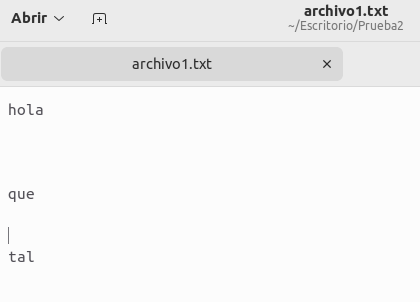 Abrir
archivo1.txt
~/Escritorio/Prueba2
archivo1.txt
hola
que
tal